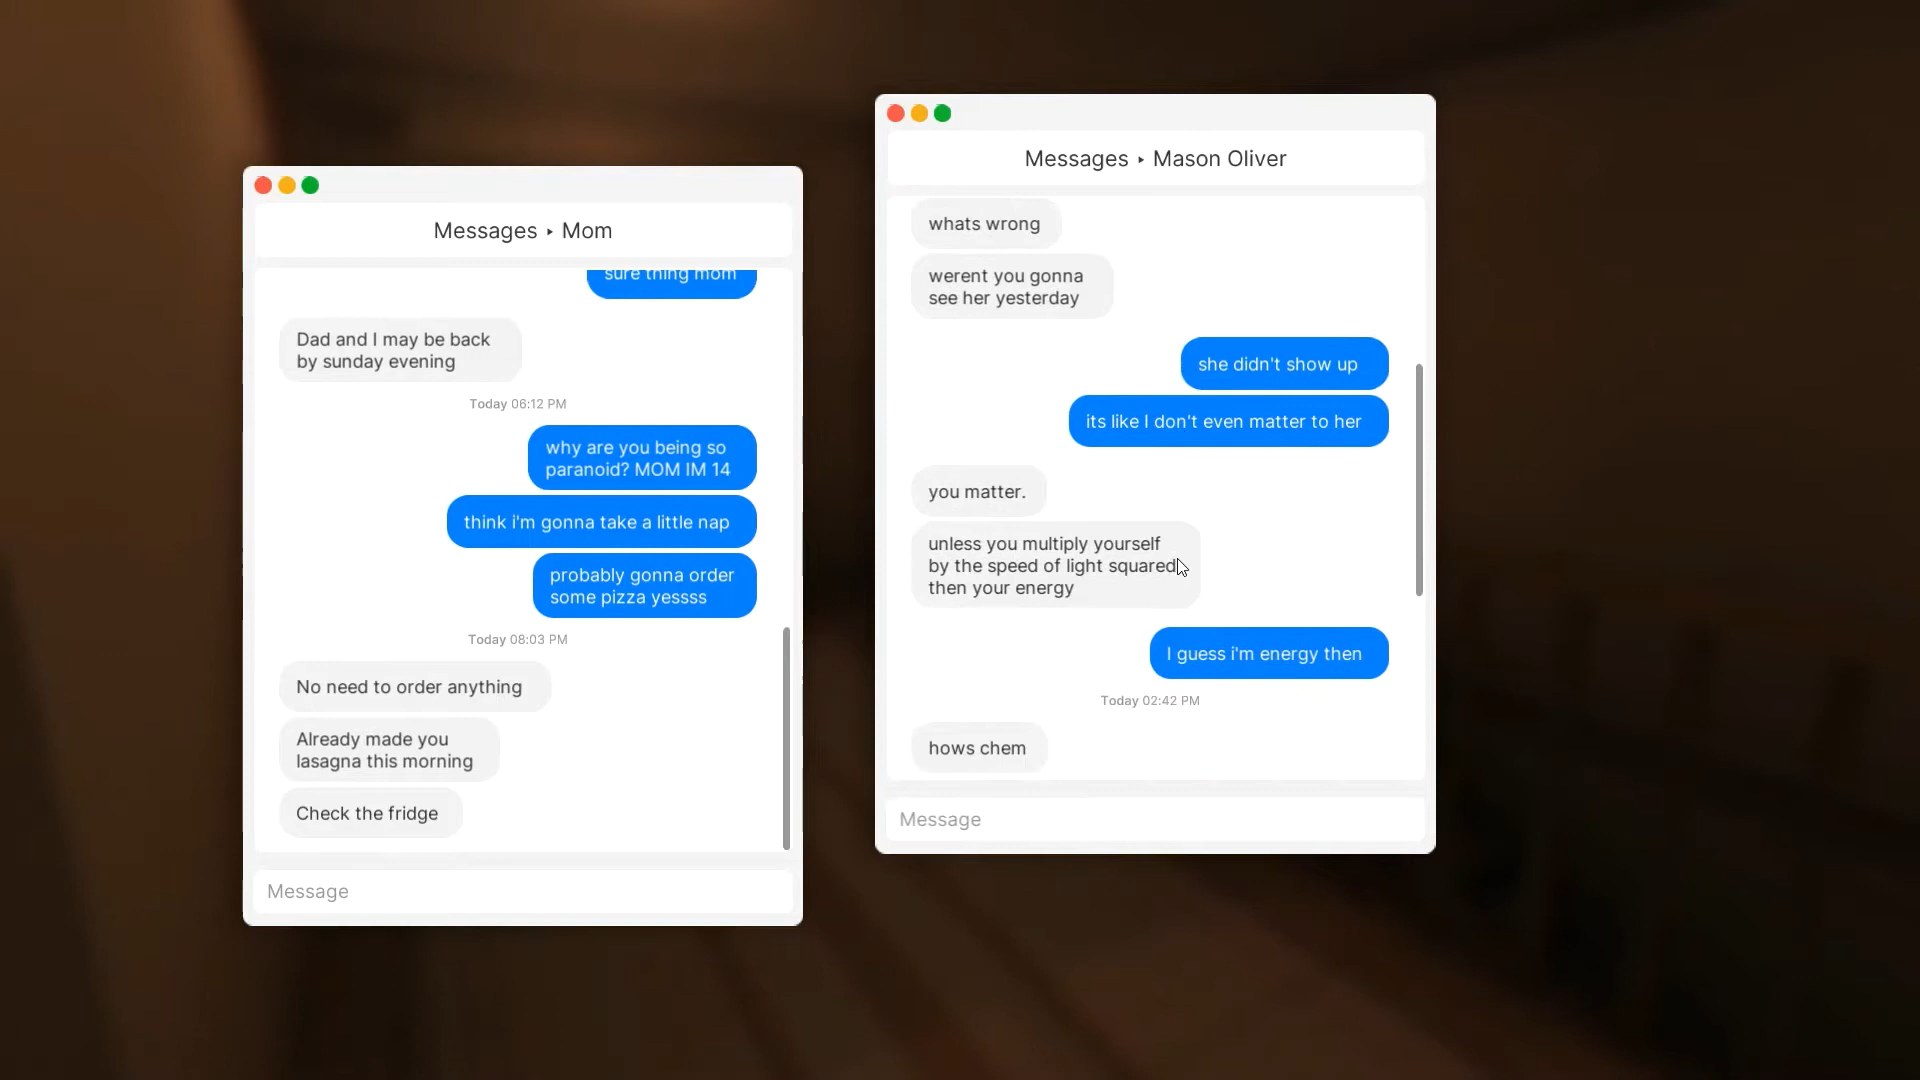 Messages ‣ Mom
sure thing mom
Dad and I may be back
by sunday evening
Today 06:12 PM
why are you being so
paranoid? MOM IM 14
think i'm gonna take a little nap
probably gonna order
some pizza yessss
Today 08:03 PM
No need to order anything
Already made you
lasagna this morning
Check the fridge
Message
Messages ‣ Mason Oliver
whats wrong
werent you gonna
see her yesterday
she didn't show up
its like I don't even matter to her
you matter.
unless you multiply yourself
by the speed of light squared
then your energy
I guess i'm energy then
Today 02:42 PM
hows chem
Message